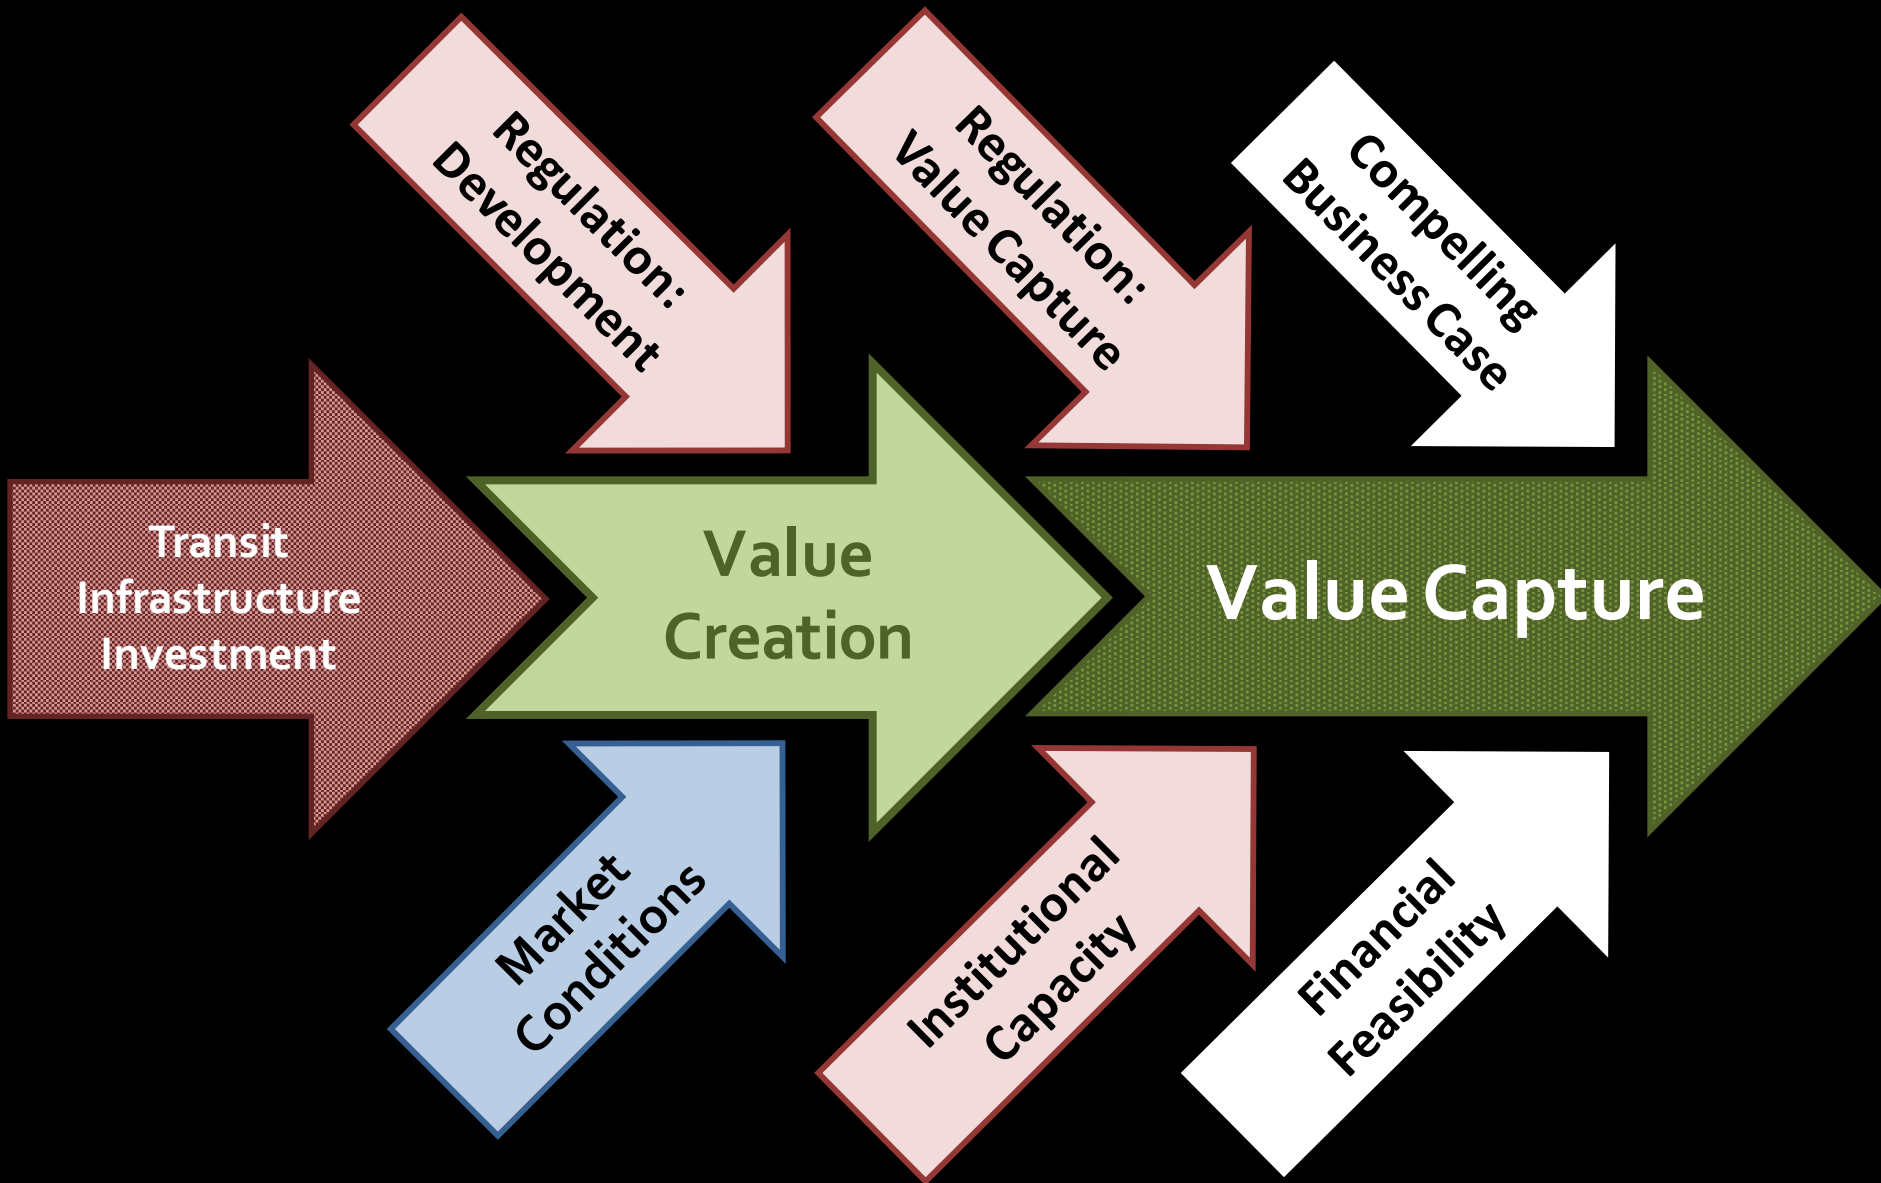 Regulation:
Development
Regulation:
Value Capture
Compelling
Business Case
Transit
Infrastructure
Investment
Value
Creation
Value Capture
Market
Conditions
Institutional
Capacity
Financial
Feasibility